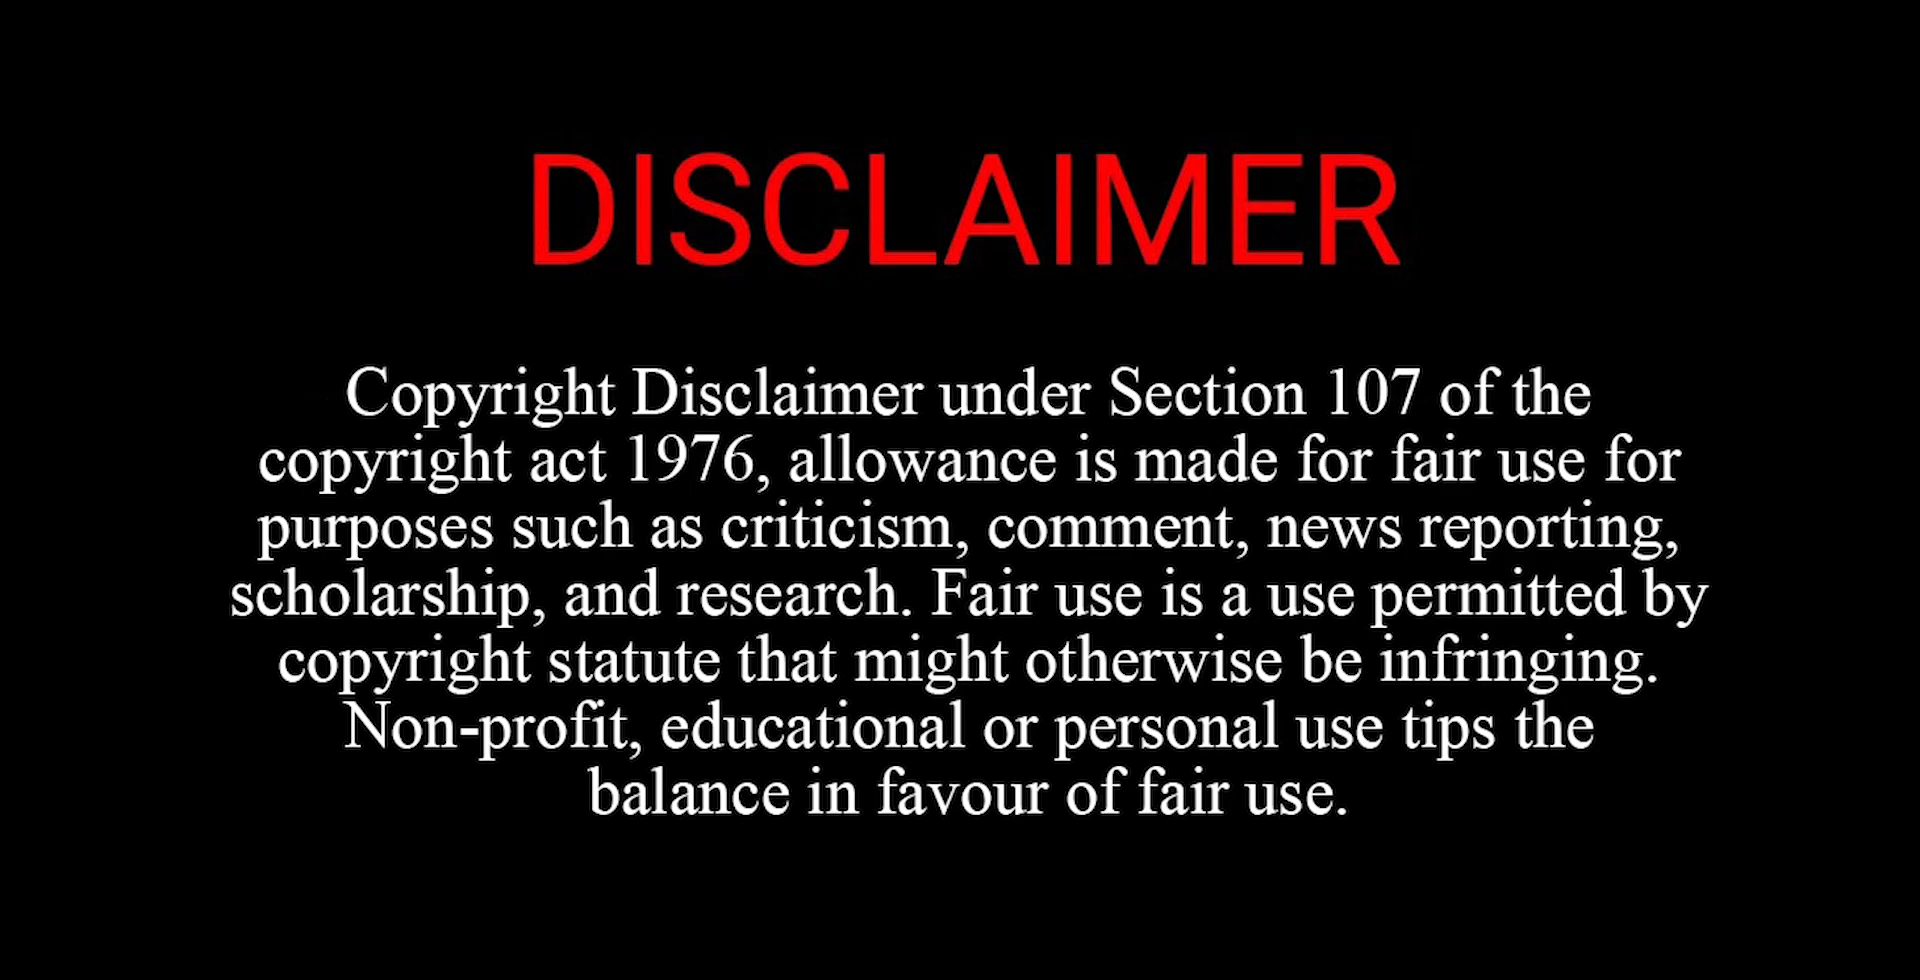 DISCLAIMER
Copyright Disclaimer under Section 107 of the
copyright act 1976, allowance is made for fair use for
purposes such as criticism, comment, news reporting,
scholarship, and research. Fair use is a use permitted by
copyright statute that might otherwise be infringing.
Non-profit, educational or personal use tips the
balance in favour of fair use.